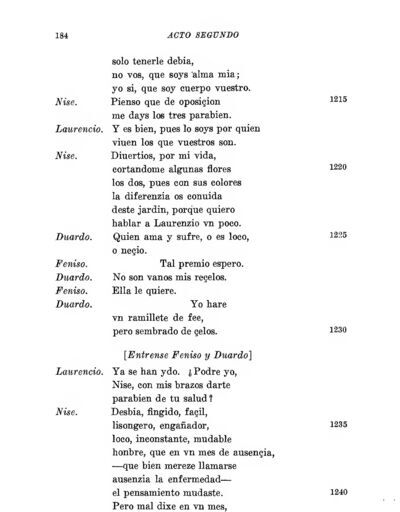 184 ACTO SEGUNDO
solo tenerle debia,
no vos, que soys alma mia;
yo si, que soy cuerpo vuestro.
Nise. Pienso que de oposiçion 1215
me days los tres parabien.
Laurencio. Y es bien, pues lo soys por quien
viuen los que vuestros son.
Nise. Diuertios, por mi vida,
cortandome algunas flores 1220
los dos, pues con sus colores
la diferenzia os conuida
deste jardin, porque quiero
hablar a Laurenzio vn poco.
Duardo. Quien ama y sufre, o es loco, 1225
o neçio.
Feniso. Tal premio espero.
Duardo. No son vanos mis reçelos.
Feniso. Ella le quiere.
Duardo. Yo hare
vn ramillete de fee,
pero sembrado de çelos. 1230
[Entrense Feniso y Duardo]
Laurencio. Ya se han ydo. ¿Podre yo,
Nise, con mis brazos darte
parabien de tu salud?
Nise. Desbia, fingido, façil,
lisongero, engañador, 1235
loco, inconstante, mudable
honbre, que en vn mes de ausençia,
—que bien mereze llamarse
ausenzia la enfermedad—
el pensamiento mudaste. 1240
Pero mal dixe en vn mes,